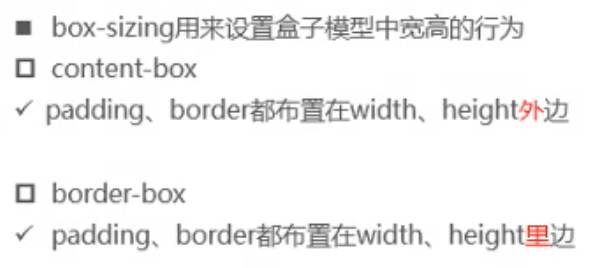 ■ box-sizing用来设置盒子模型中宽高的行为
□ content-box
✓ padding、border都布置在width、height外边
□ border-box
✓ padding、border都布置在width、height里边